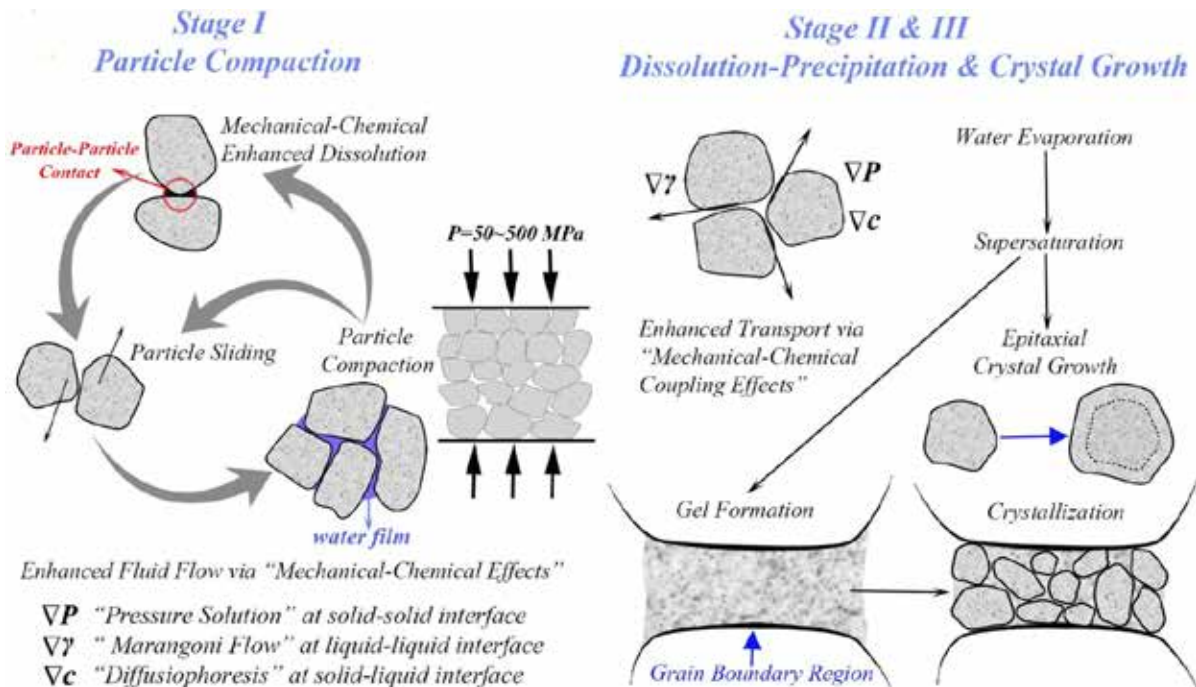 Stage I
Particle Compaction
Mechanical-Chemical
Enhanced Dissolution
Particle-Particle
Contact
P=50~500 MPa
Particle Sliding
Particle
Compaction
water film
Enhanced Fluid Flow via “Mechanical-Chemical Effects”
∇P “Pressure Solution” at solid-solid interface
∇γ “ Marangoni Flow” at liquid-liquid interface
∇c “Diffusiophoresis” at solid-liquid interface
Stage II & III
Dissolution-Precipitation & Crystal Growth
∇γ
∇P
∇c
Water Evaporation
Supersaturation
Enhanced Transport via
“Mechanical-Chemical
Coupling Effects”
Epitaxial
Crystal Growth
Gel Formation
Crystallization
Grain Boundary Region